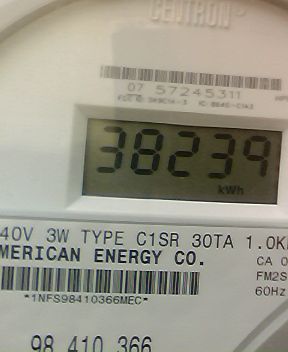 CENTRON
07 57245311
38239
kWh
40V 3W TYPE C1SR 30TA 1.0K
MERICAN ENERGY CO.
CA 0
FM2S
*1NFS98410366MEC*
60Hz
98 410 366